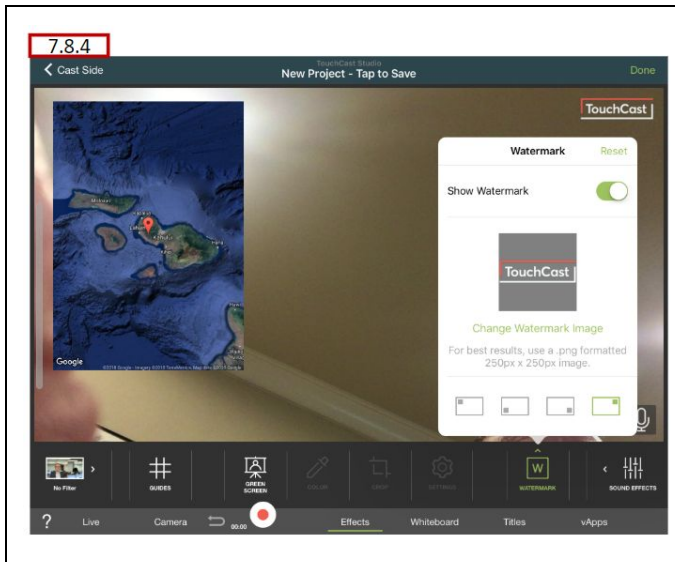 7.8.4
Cast Side
TouchCast Studio
New Project - Tap to Save
Done
TouchCast
Watermark
Reset
Show Watermark
TouchCast
Change Watermark Image
For best results, use a .png formatted
250px x 250px image.
Google
No Filter
GUIDES
GREEN
SCREEN
COLOR
LOOP
SETTINGS
W
WATERMARK
SOUND EFFECTS
?
Live
Camera
00:00
Effects
Whiteboard
Titles
vApps